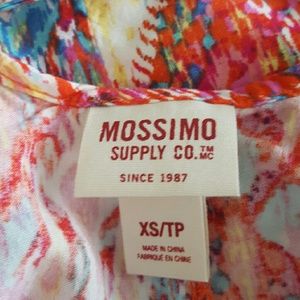 MOSSIMO
SUPPLY CO.™ MC
SINCE 1987
XS/TP
MADE IN CHINA
FABRIQUÉ EN CHINE